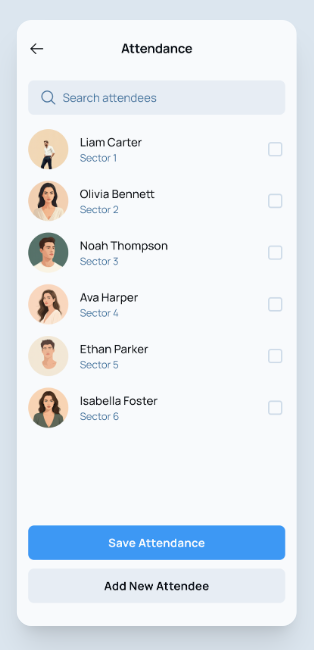 Attendance
Search attendees
Liam Carter
Sector 1
Olivia Bennett
Sector 2
Noah Thompson
Sector 3
Ava Harper
Sector 4
Ethan Parker
Sector 5
Isabella Foster
Sector 6
Save Attendance
Add New Attendee